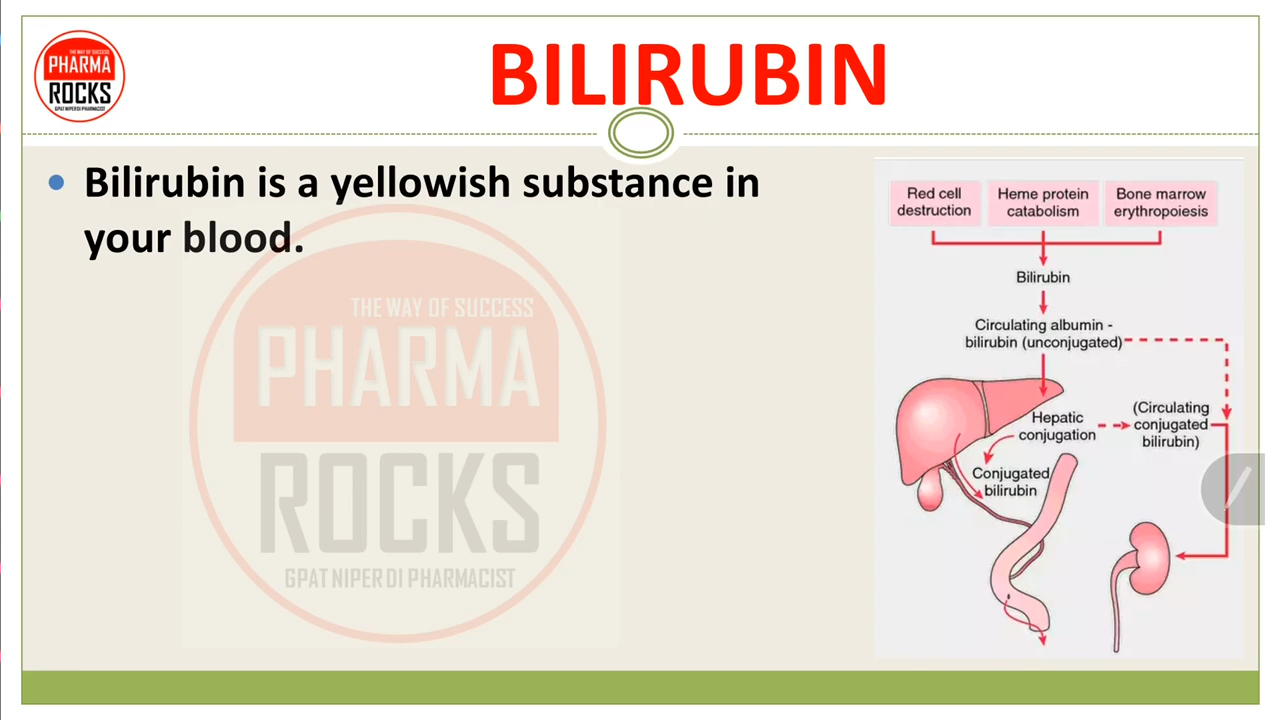 THE WAY OF SUCCESS
PHARMA
ROCKS
GPAT NIPER DI PHARMACIST
BILIRUBIN
• Bilirubin is a yellowish substance in
your blood.
THE WAY OF SUCCESS
PHARMA
ROCKS
GPAT NIPER DI PHARMACIST
Red cell
destruction
Heme protein
catabolism
Bone marrow
erythropoiesis
Bilirubin
Circulating albumin -
bilirubin (unconjugated)
Hepatic
conjugation
(Circulating
conjugated
bilirubin)
Conjugated
bilirubin